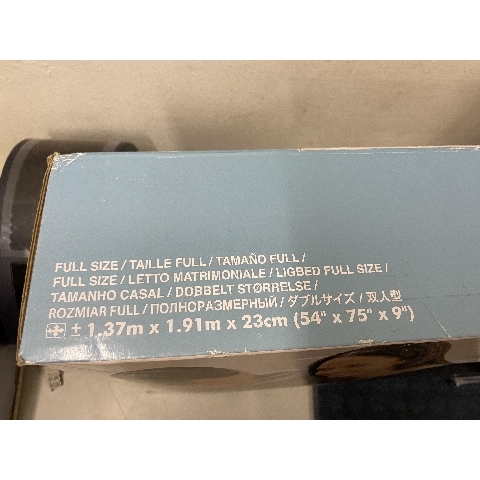 FULL SIZE / TAILLE FULL / TAMAÑO FULL /
FULL SIZE / LETTO MATRIMONIALE / LIGBED FULL SIZE /
TAMANHO CASAL / DOBBELT STØRRELSE /
ROZMIAR FULL / ПОЛНОРАЗМЕРНЫЙ / ダブルサイズ / 双人型
± 1.37m x 1.91m x 23cm (54" x 75" x 9")